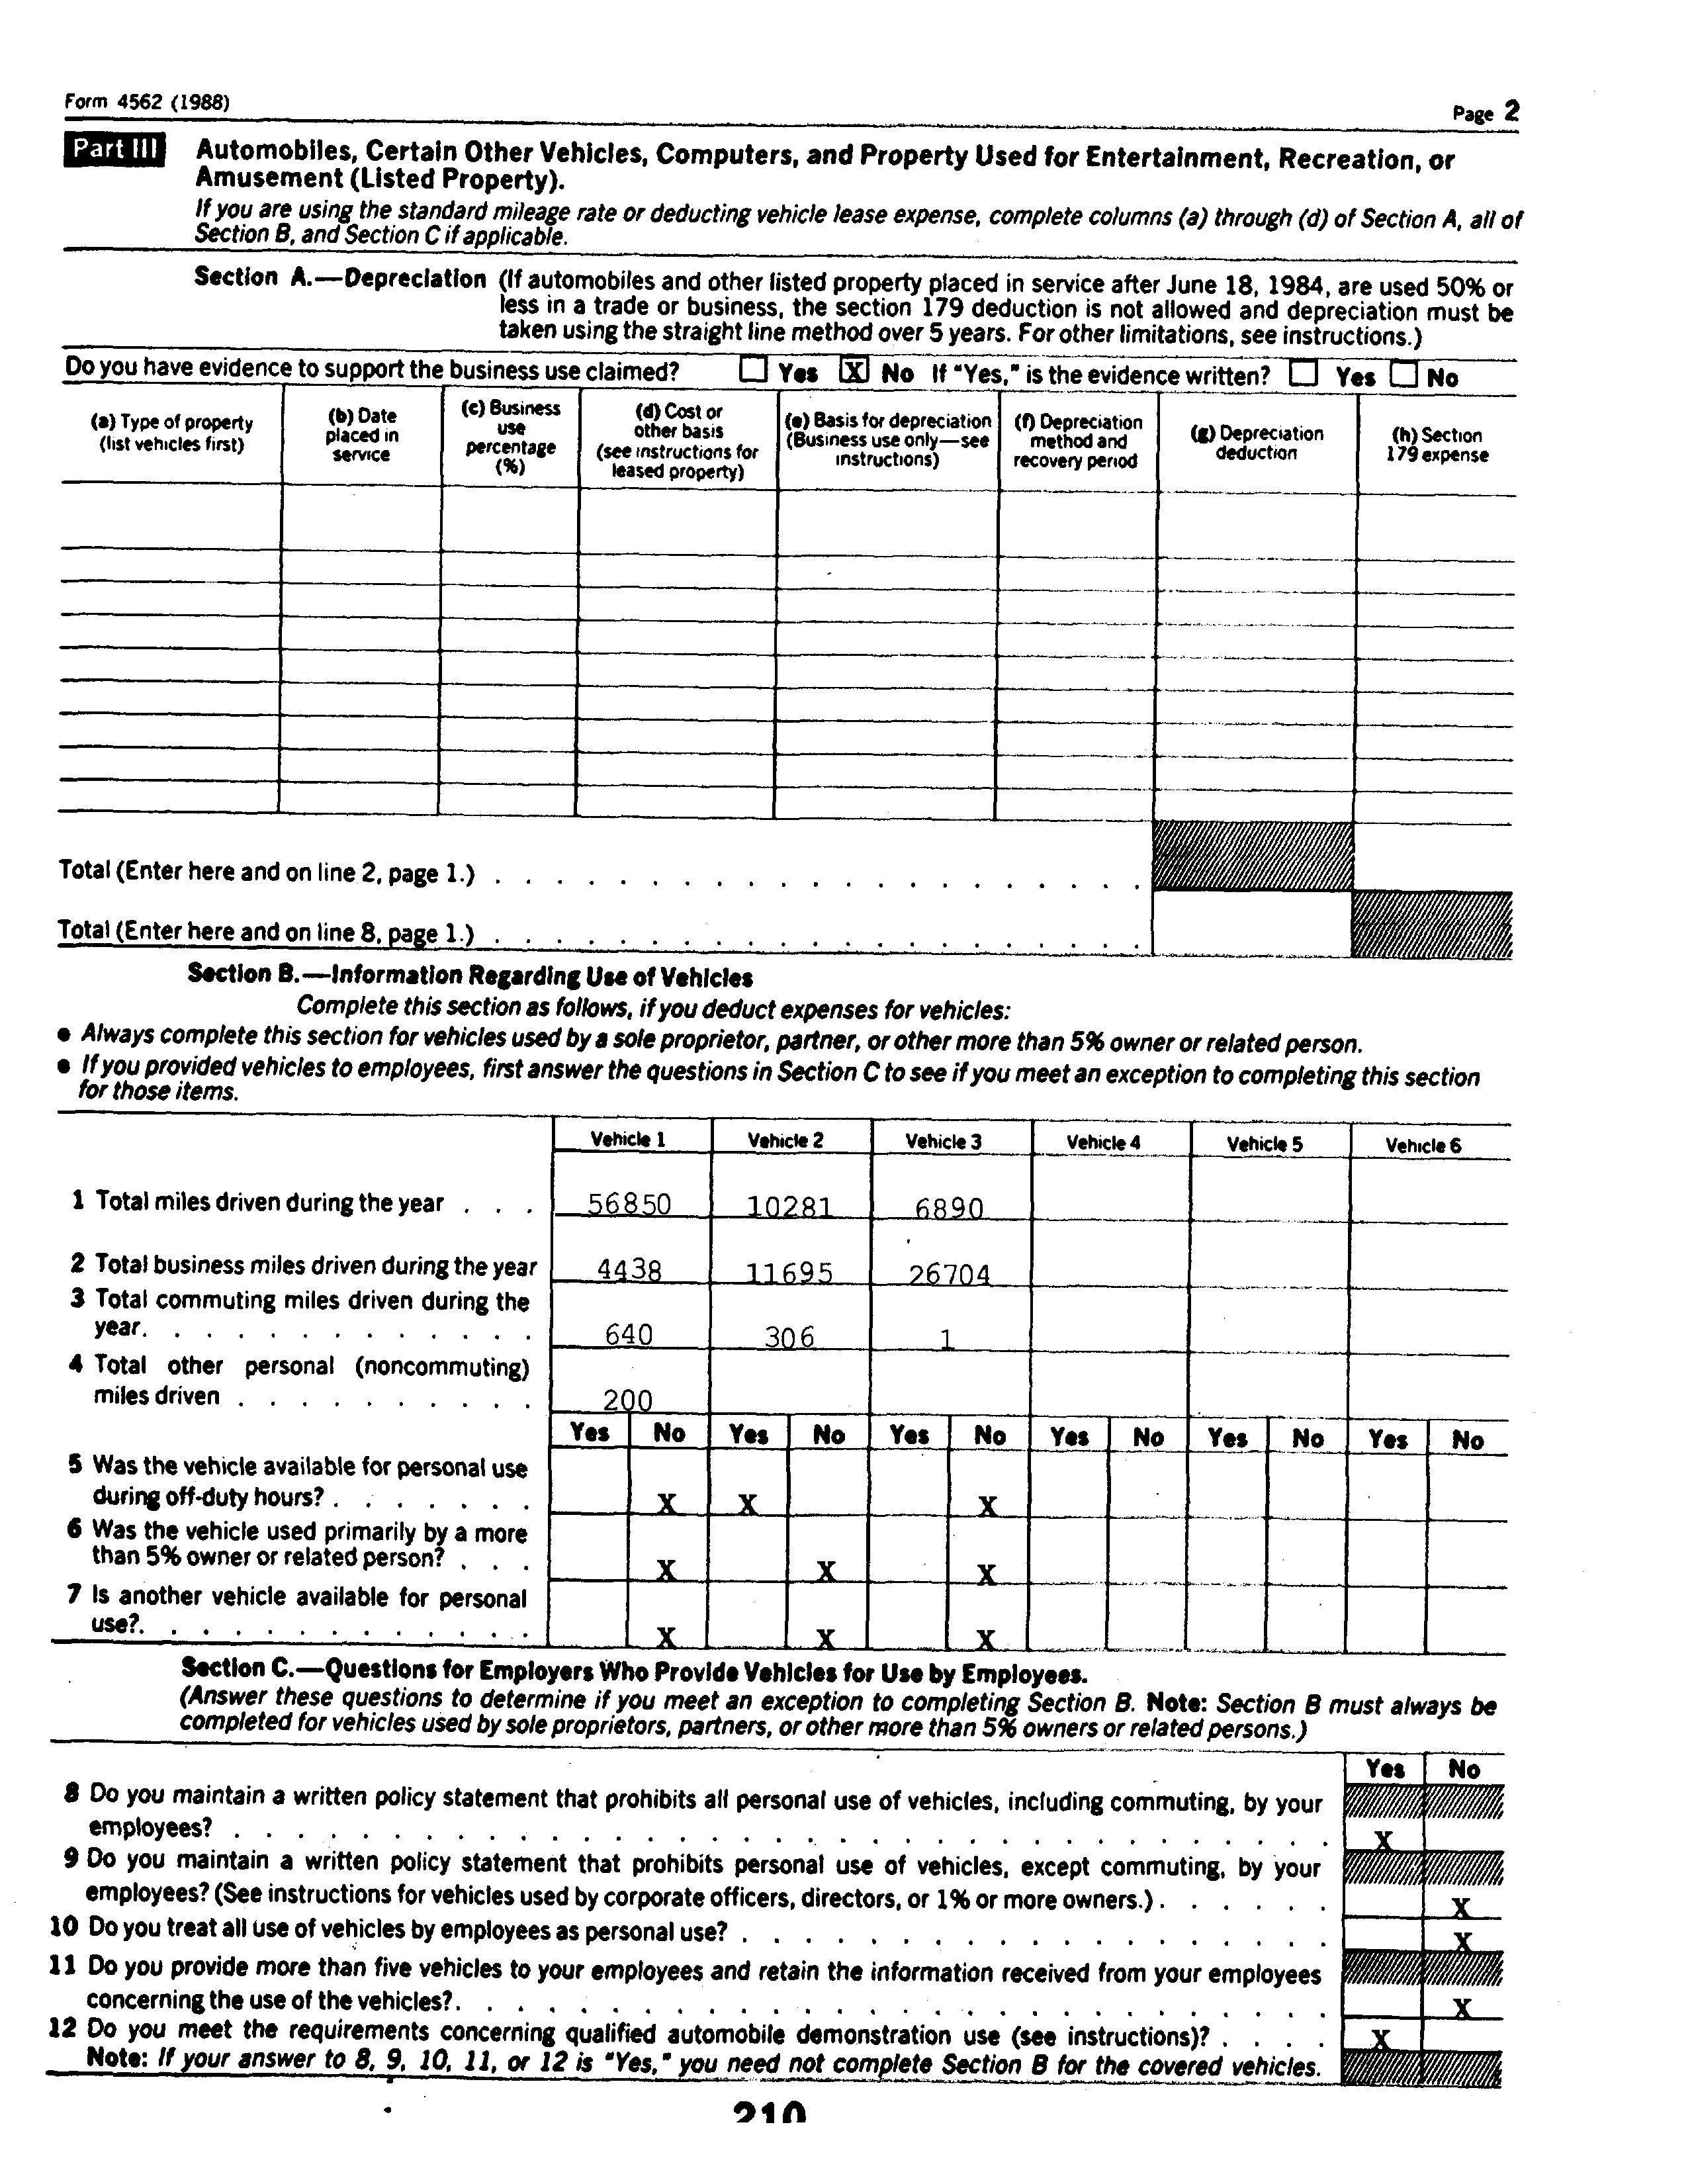 Form 4562 (1988)
Page 2
Part III Automobiles, Certain Other Vehicles, Computers, and Property Used for Entertainment, Recreation, or
Amusement (Listed Property).
If you are using the standard mileage rate or deducting vehicle lease expense, complete columns (a) through (d) of Section A, all of
Section B, and Section C if applicable.
Section A.—Depreciation (If automobiles and other listed property placed in service after June 18, 1984, are used 50% or
less in a trade or business, the section 179 deduction is not allowed and depreciation must be
taken using the straight line method over 5 years. For other limitations, see instructions.)
Do you have evidence to support the business use claimed? Yes X No If "Yes," is the evidence written? Yes No
(a) Type of property
(list vehicles first)
(b) Date
placed in
service
(c) Business
use
percentage
(%)
(d) Cost or
other basis
(see instructions for
leased property)
(e) Basis for depreciation
(Business use only—see
instructions)
(f) Depreciation
method and
recovery period
(g) Depreciation
deduction
(h) Section
179 expense
Total (Enter here and on line 2, page 1.) . . . . . . . . . . . . . . . . . . . . .
Total (Enter here and on line 8, page 1.) . . . . . . . . . . . . . . . . . . . . .
Section B.—Information Regarding Use of Vehicles
Complete this section as follows, if you deduct expenses for vehicles:
● Always complete this section for vehicles used by a sole proprietor, partner, or other more than 5% owner or related person.
● If you provided vehicles to employees, first answer the questions in Section C to see if you meet an exception to completing this section
for those items.
Vehicle 1 Vehicle 2 Vehicle 3 Vehicle 4 Vehicle 5 Vehicle 6
1 Total miles driven during the year . . . 56850 10281 6890
2 Total business miles driven during the year 4438 11695 26704
3 Total commuting miles driven during the
year. . . . . . . . . . . . . 640 306 1
4 Total other personal (noncommuting)
miles driven . . . . . . . . . . 200
Yes No Yes No Yes No Yes No Yes No Yes No
5 Was the vehicle available for personal use
during off-duty hours? . . . . . . . X X X
6 Was the vehicle used primarily by a more
than 5% owner or related person? . . . X X X
7 Is another vehicle available for personal
use?. . . . . . . . . . . . . X X X
Section C.—Questions for Employers Who Provide Vehicles for Use by Employees.
(Answer these questions to determine if you meet an exception to completing Section B. Note: Section B must always be
completed for vehicles used by sole proprietors, partners, or other more than 5% owners or related persons.)
Yes No
8 Do you maintain a written policy statement that prohibits all personal use of vehicles, including commuting, by your
employees? . . . . . . . . . . . . . . . . . . . . . . . . . . . . . . . . . . . X
9 Do you maintain a written policy statement that prohibits personal use of vehicles, except commuting, by your
employees? (See instructions for vehicles used by corporate officers, directors, or 1% or more owners.) . . . . . . X
10 Do you treat all use of vehicles by employees as personal use? . . . . . . . . . . . . . . . . . . . X
11 Do you provide more than five vehicles to your employees and retain the information received from your employees
concerning the use of the vehicles?. . . . . . . . . . . . . . . . . . . . . . . . . . . . X
12 Do you meet the requirements concerning qualified automobile demonstration use (see instructions)? . . . . X
Note: If your answer to 8, 9, 10, 11, or 12 is "Yes," you need not complete Section B for the covered vehicles.
210